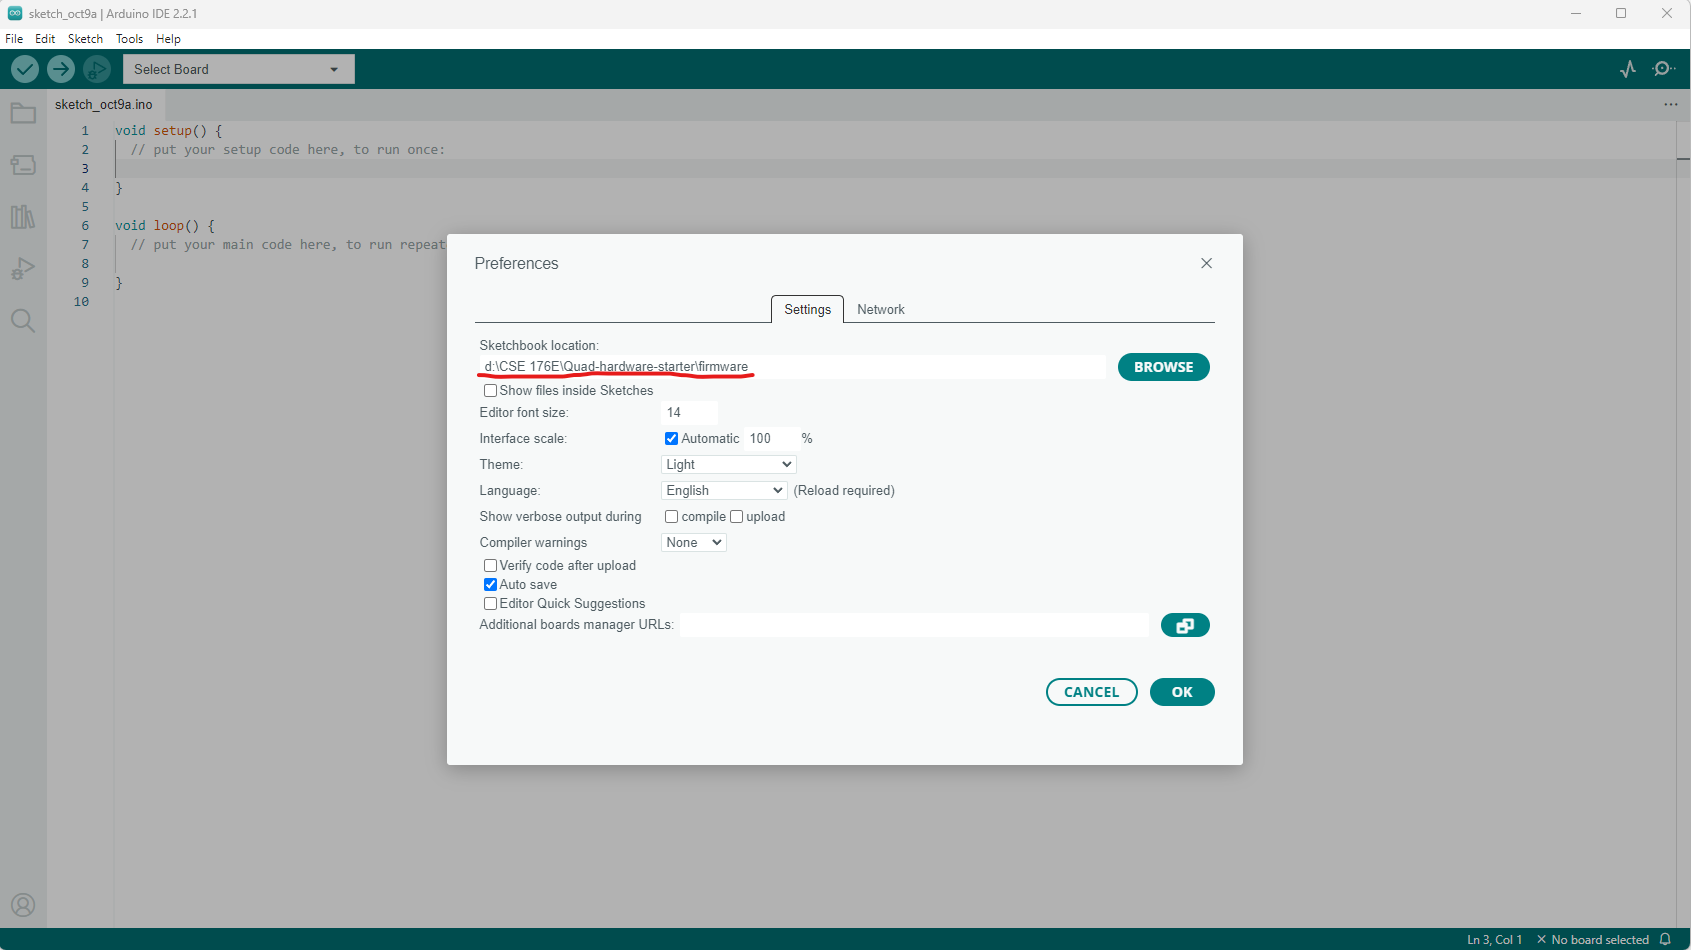 sketch_oct9a | Arduino IDE 2.2.1
File Edit Sketch Tools Help
Select Board
sketch_oct9a.ino
1 void setup() {
2 // put your setup code here, to run once:
3
4 }
5
6 void loop() {
7 // put your main code here, to run repeat
8
9 }
10
Preferences
Settings Network
Sketchbook location:
d:\CSE 176E\Quad-hardware-starter\firmware
BROWSE
Show files inside Sketches
Editor font size: 14
Interface scale: Automatic 100 %
Theme: Light
Language: English (Reload required)
Show verbose output during compile upload
Compiler warnings None
Verify code after upload
Auto save
Editor Quick Suggestions
Additional boards manager URLs:
CANCEL OK
Ln 3, Col 1 No board selected